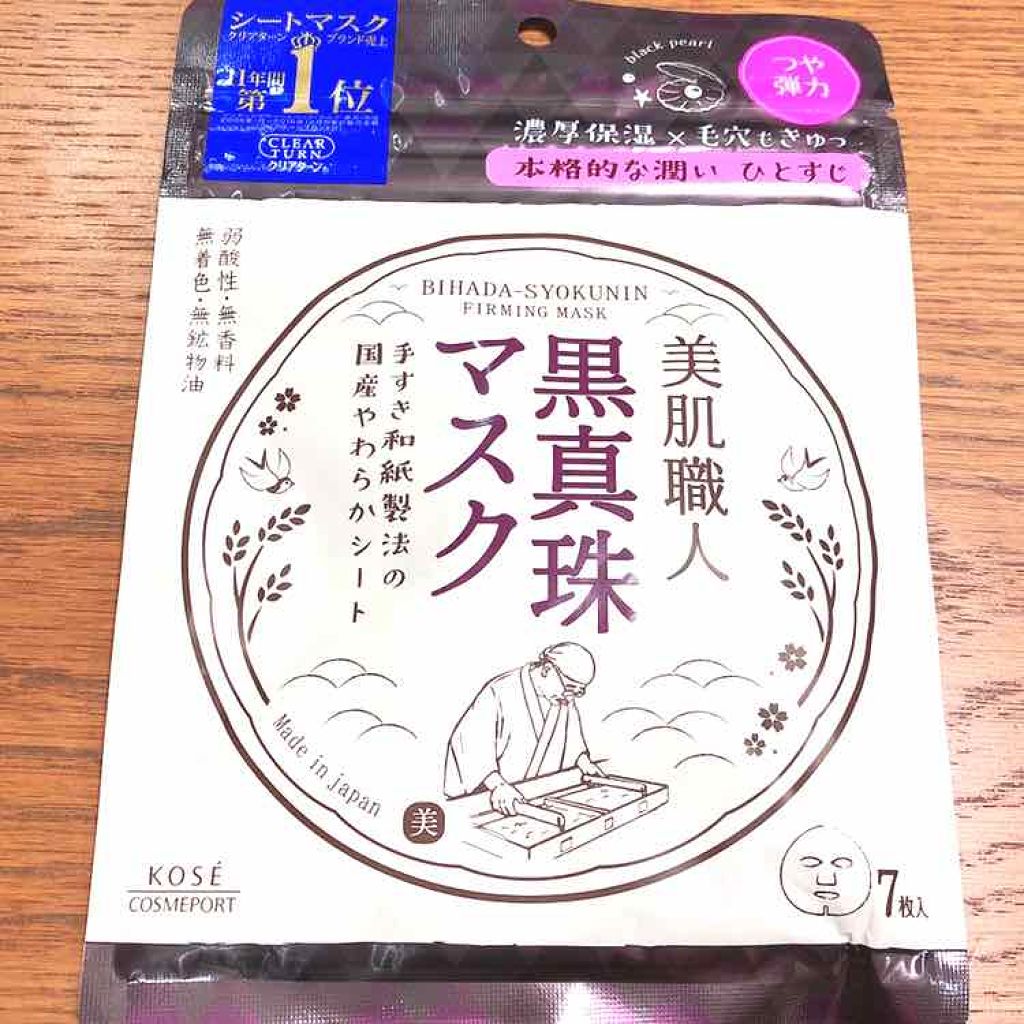 シートマスク
クリアターン ブランド売上
1年間
第1位
CLEAR
TURN
クリアターン®
black pearl
つや
弾力
濃厚保湿×毛穴もきゅっ
本格的な潤い ひとすじ
弱酸性・無香料
無着色・無鉱物油
BIHADA-SYOKUNIN
FIRMING MASK
美肌職人
黒真珠
マスク
手すき和紙製法の
国産やわらかシート
Made in japan
美
KOSÉ
COSMEPORT
7枚入